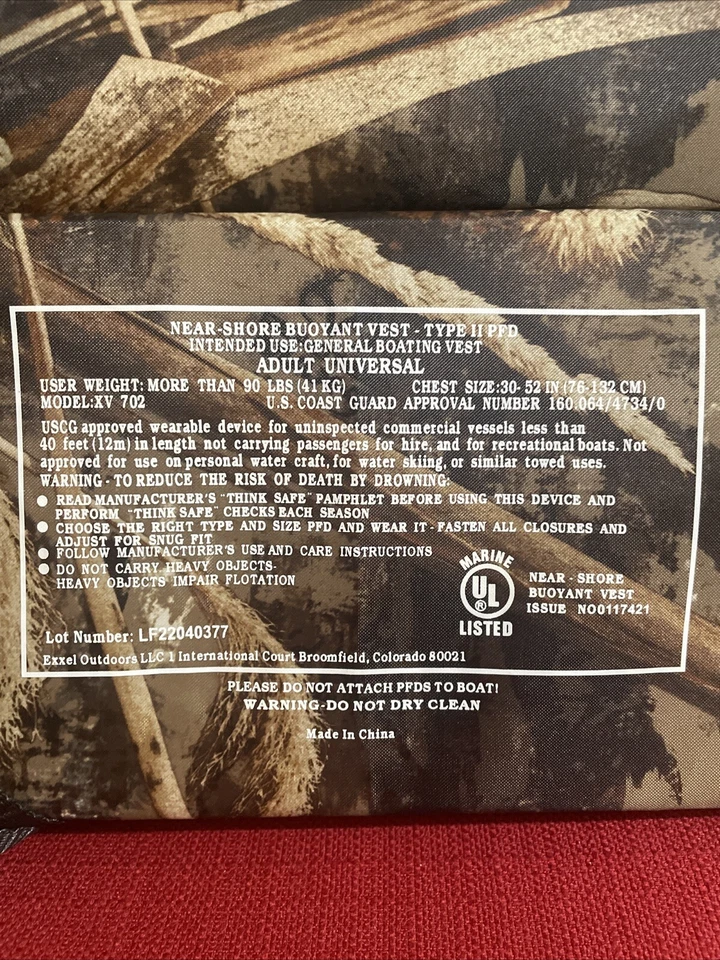 NEAR-SHORE BUOYANT VEST - TYPE II PFD
INTENDED USE:GENERAL BOATING VEST
ADULT UNIVERSAL
USER WEIGHT: MORE THAN 90 LBS (41 KG) CHEST SIZE:30- 52 IN (76-132 CM)
MODEL:XV 702 U.S. COAST GUARD APPROVAL NUMBER 160.064/4734/0
USCG approved wearable device for uninspected commercial vessels less than
40 feet (12m) in length not carrying passengers for hire, and for recreational boats. Not
approved for use on personal water craft, for water skiing, or similar towed uses.
WARNING - TO REDUCE THE RISK OF DEATH BY DROWNING:
● READ MANUFACTURER'S "THINK SAFE" PAMPHLET BEFORE USING THIS DEVICE AND
PERFORM "THINK SAFE" CHECKS EACH SEASON
● CHOOSE THE RIGHT TYPE AND SIZE PFD AND WEAR IT - FASTEN ALL CLOSURES AND
ADJUST FOR SNUG FIT
● FOLLOW MANUFACTURER'S USE AND CARE INSTRUCTIONS
● DO NOT CARRY HEAVY OBJECTS-
HEAVY OBJECTS IMPAIR FLOTATION
MARINE
UL
®
LISTED
NEAR - SHORE
BUOYANT VEST
ISSUE NO0117421
Lot Number: LF22040377
Exxel Outdoors LLC 1 International Court Broomfield, Colorado 80021
PLEASE DO NOT ATTACH PFDS TO BOAT!
WARNING-DO NOT DRY CLEAN
Made In China